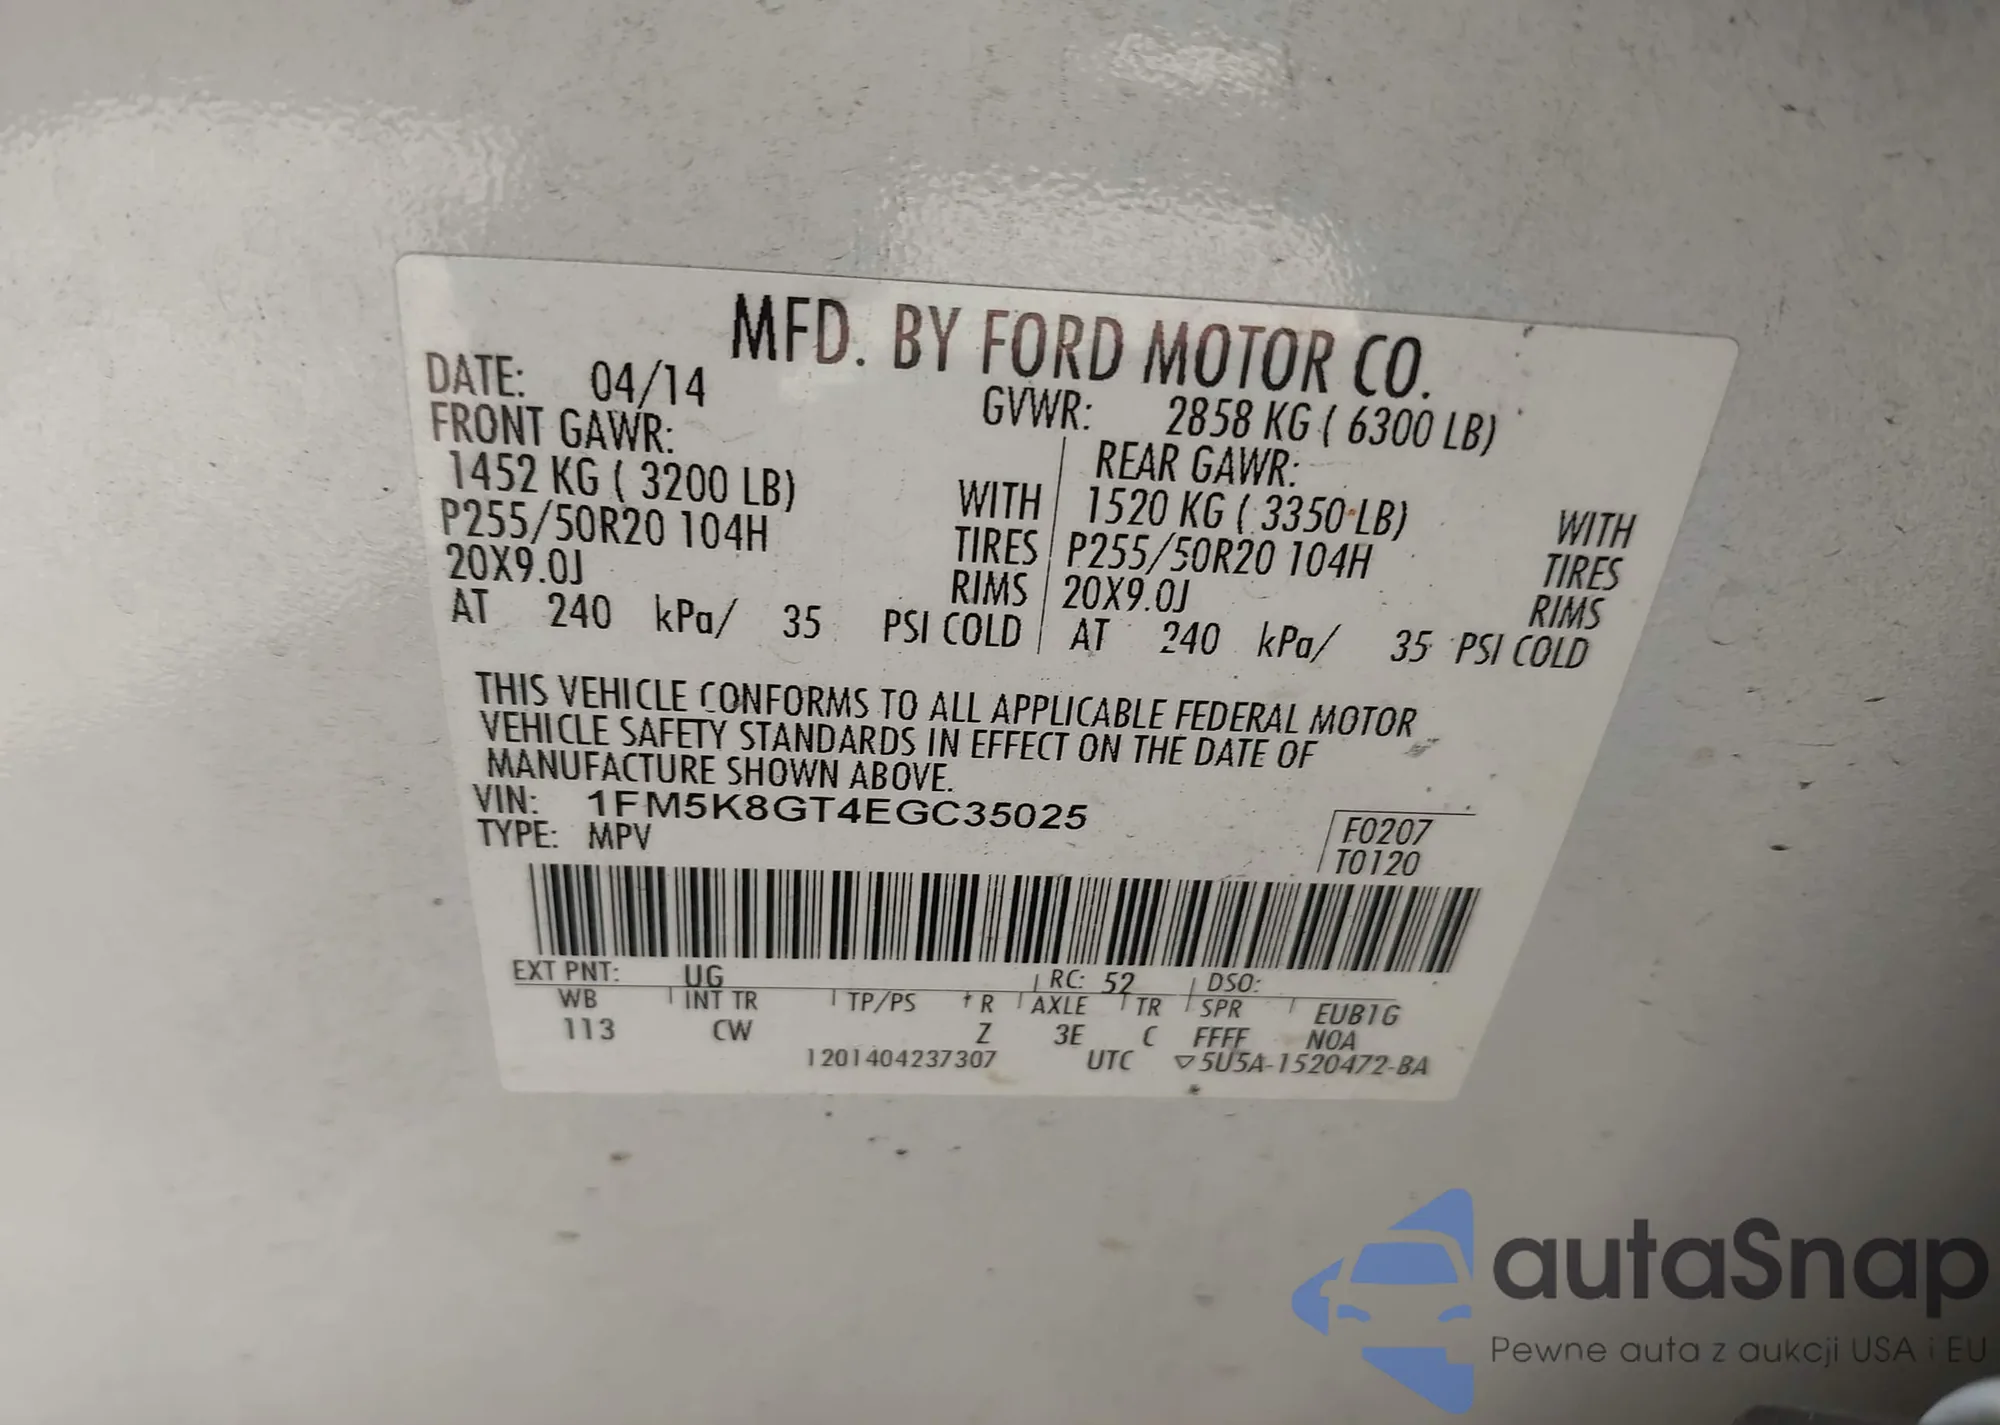 MFD. BY FORD MOTOR CO.
DATE: 04/14 GVWR: 2858 KG ( 6300 LB)
FRONT GAWR: REAR GAWR:
1452 KG ( 3200 LB) WITH 1520 KG ( 3350 LB) WITH
P255/50R20 104H TIRES P255/50R20 104H TIRES
20X9.0J RIMS 20X9.0J RIMS
AT 240 kPa/ 35 PSI COLD AT 240 kPa/ 35 PSI COLD
THIS VEHICLE CONFORMS TO ALL APPLICABLE FEDERAL MOTOR
VEHICLE SAFETY STANDARDS IN EFFECT ON THE DATE OF
MANUFACTURE SHOWN ABOVE.
VIN: 1FM5K8GT4EGC35025
TYPE: MPV
F0207
T0120
EXT PNT: UG RC: 52 DSO:
WB INT TR TP/PS R AXLE TR SPR EUB1G
113 CW Z 3E C FFFF NOA
1201404237307 UTC ▽5U5A-1520472-BA
autaSnap
Pewne auta z aukcji USA i EU